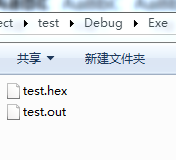 ect ▸ test ▸ Debug ▸ Exe
共享 ▼ 新建文件夹
test.hex
test.out